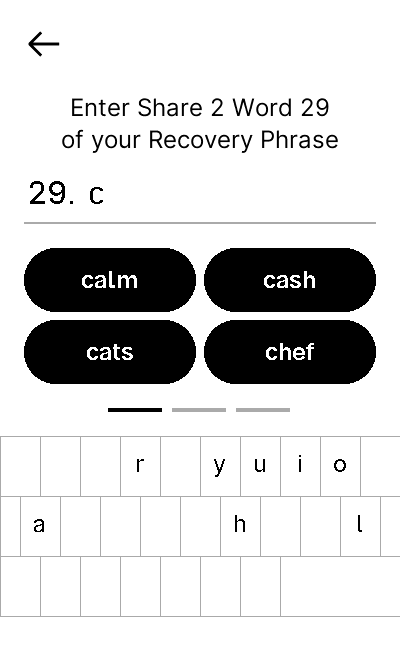 Enter Share 2 Word 29
of your Recovery Phrase
29. c
calm cash
cats chef
r y u i o
a h l